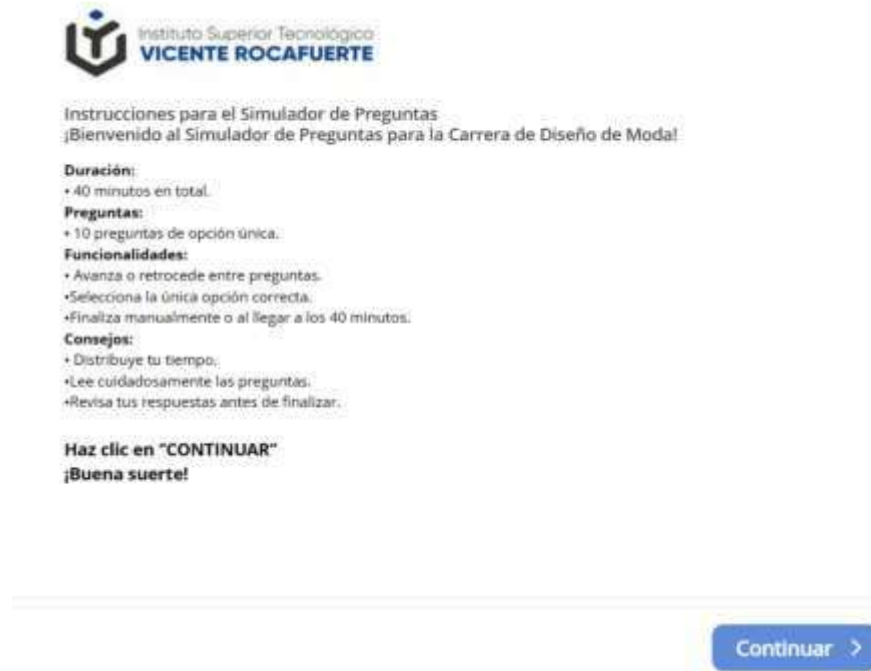 Instituto Superior Tecnológico
VICENTE ROCAFUERTE
Instrucciones para el Simulador de Preguntas
¡Bienvenido al Simulador de Preguntas para la Carrera de Diseño de Moda!
Duración:
• 40 minutos en total.
Preguntas:
• 10 preguntas de opción única.
Funcionalidades:
• Avanza o retrocede entre preguntas.
•Selecciona la única opción correcta.
•Finaliza manualmente o al llegar a los 40 minutos.
Consejos:
• Distribuye tu tiempo.
•Lee cuidadosamente las preguntas.
•Revisa tus respuestas antes de finalizar.
Haz clic en "CONTINUAR"
¡Buena suerte!
Continuar >